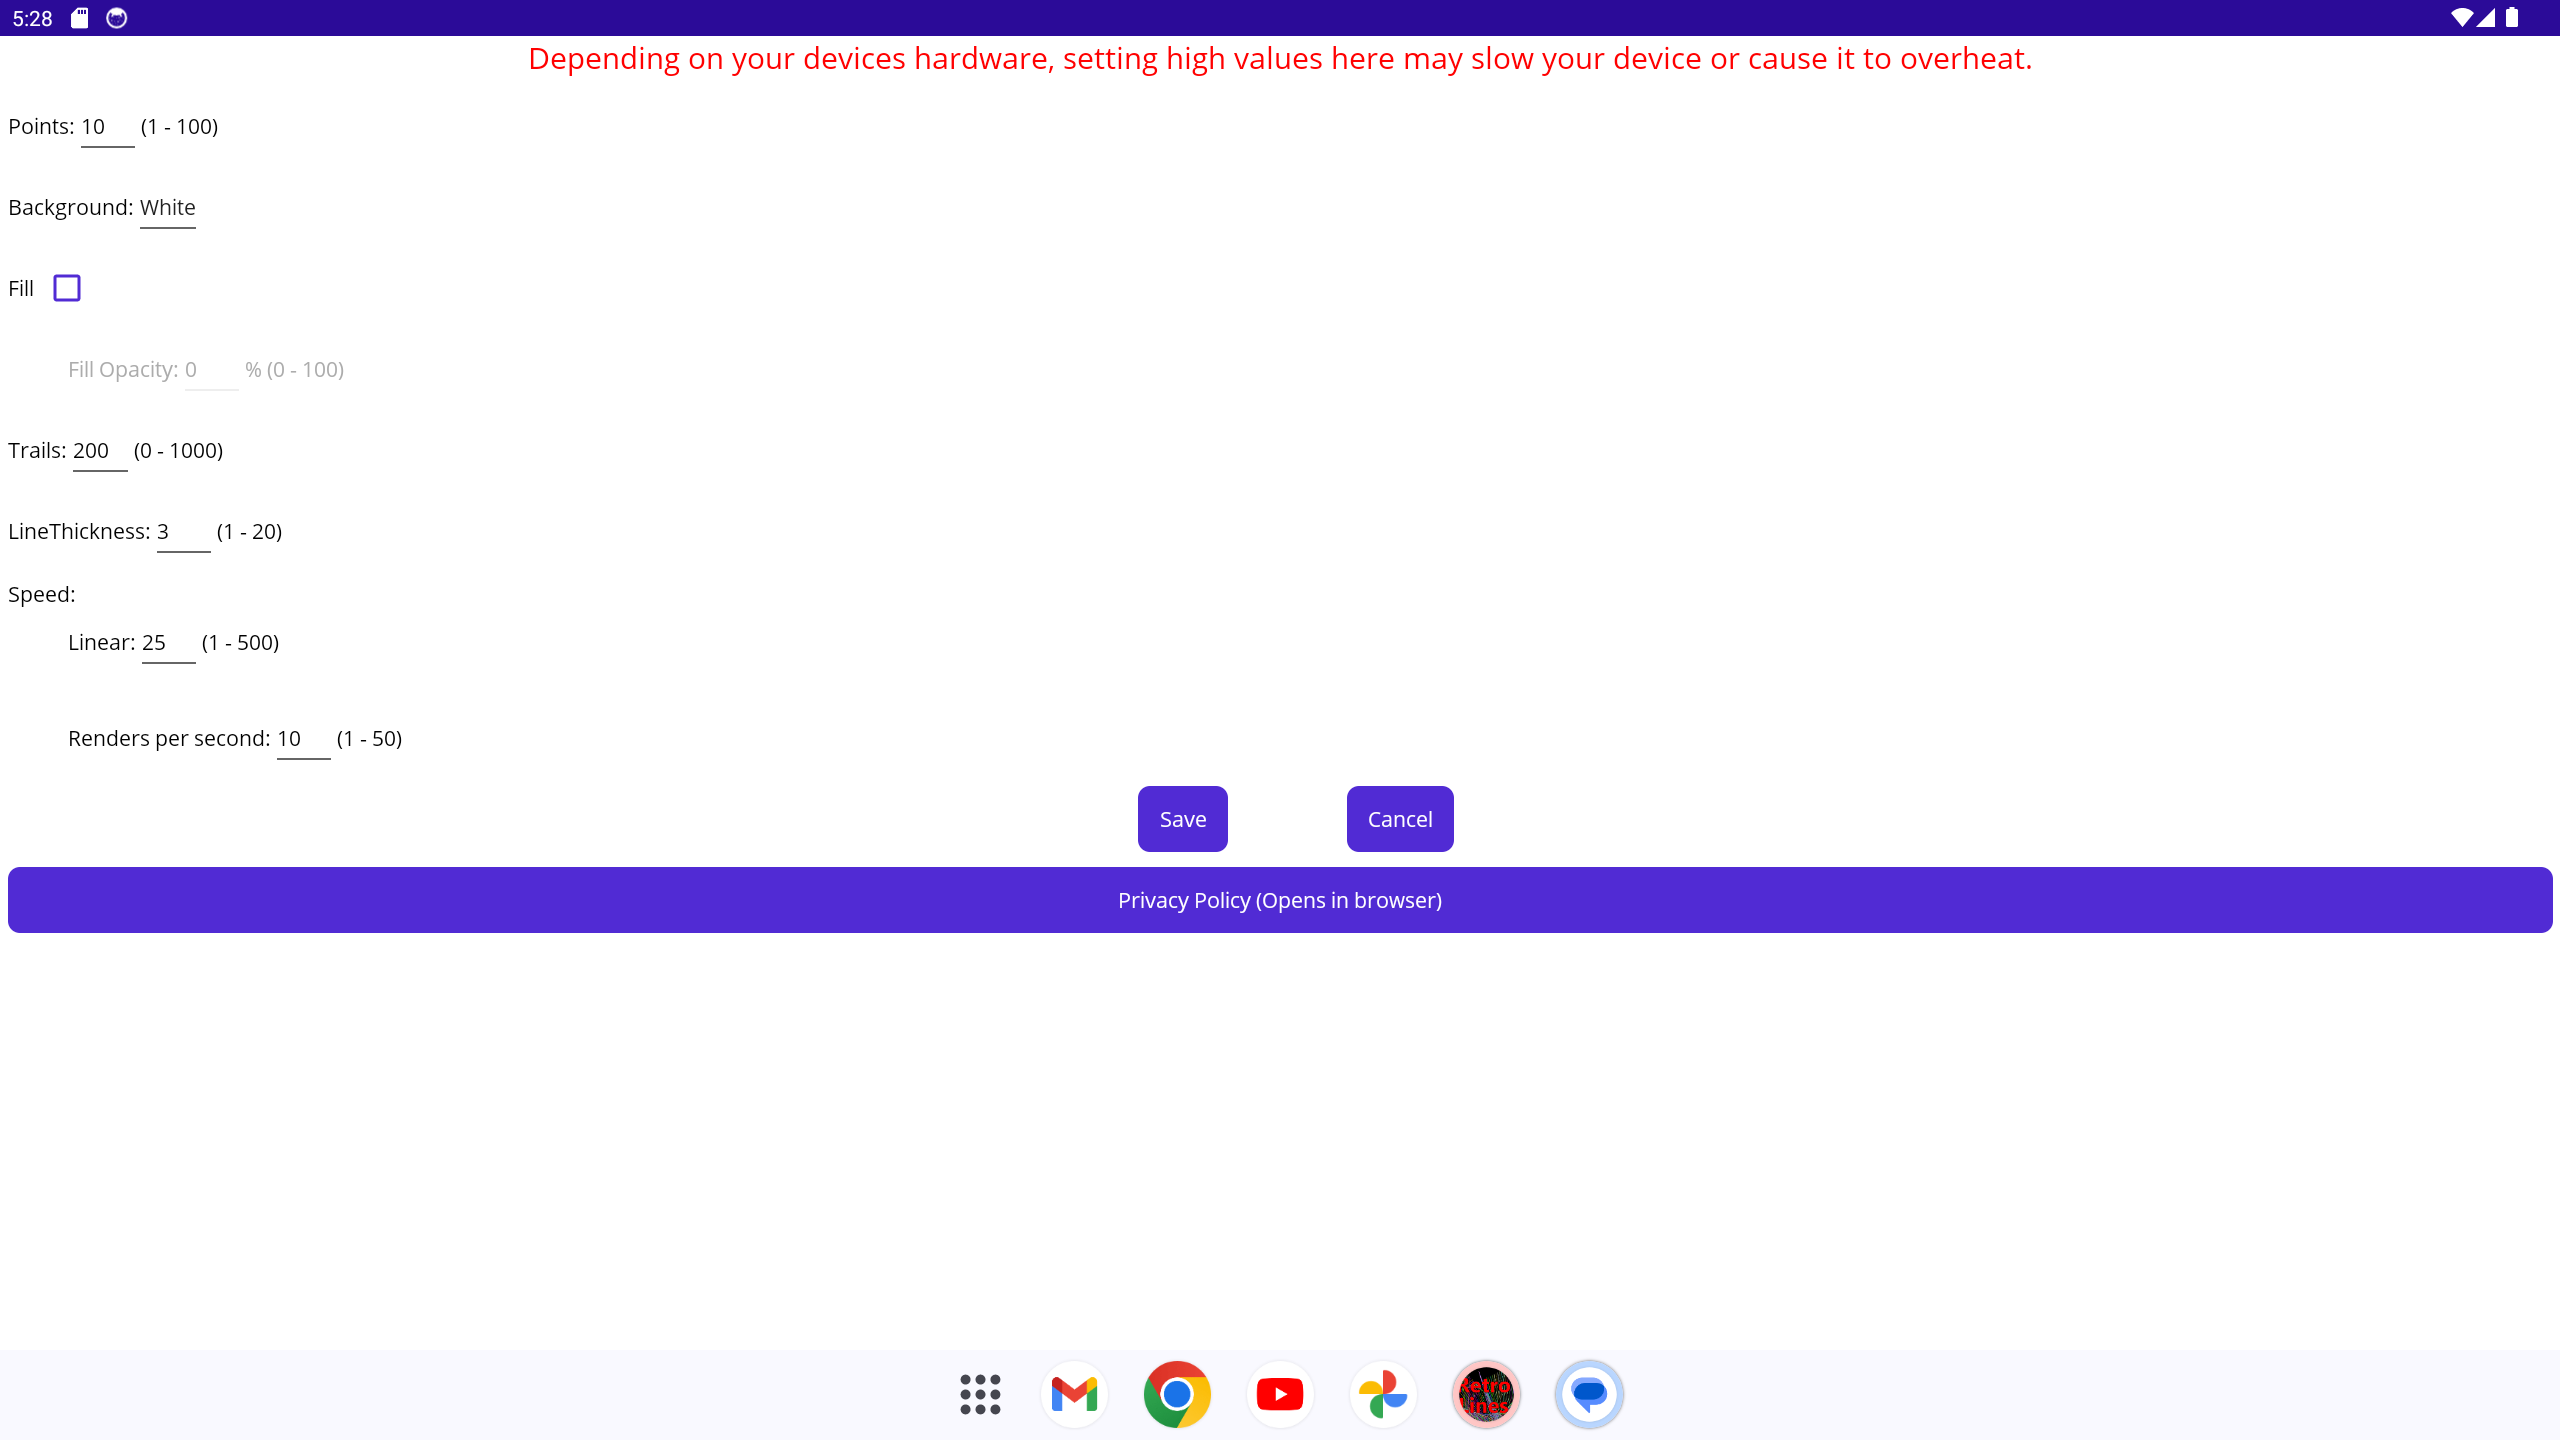 5:28
Depending on your devices hardware, setting high values here may slow your device or cause it to overheat.
Points: 10 (1 - 100)
Background: White
Fill
Fill Opacity: 0 % (0 - 100)
Trails: 200 (0 - 1000)
LineThickness: 3 (1 - 20)
Speed:
Linear: 25 (1 - 500)
Renders per second: 10 (1 - 50)
Save Cancel
Privacy Policy (Opens in browser)
Retro
Lines